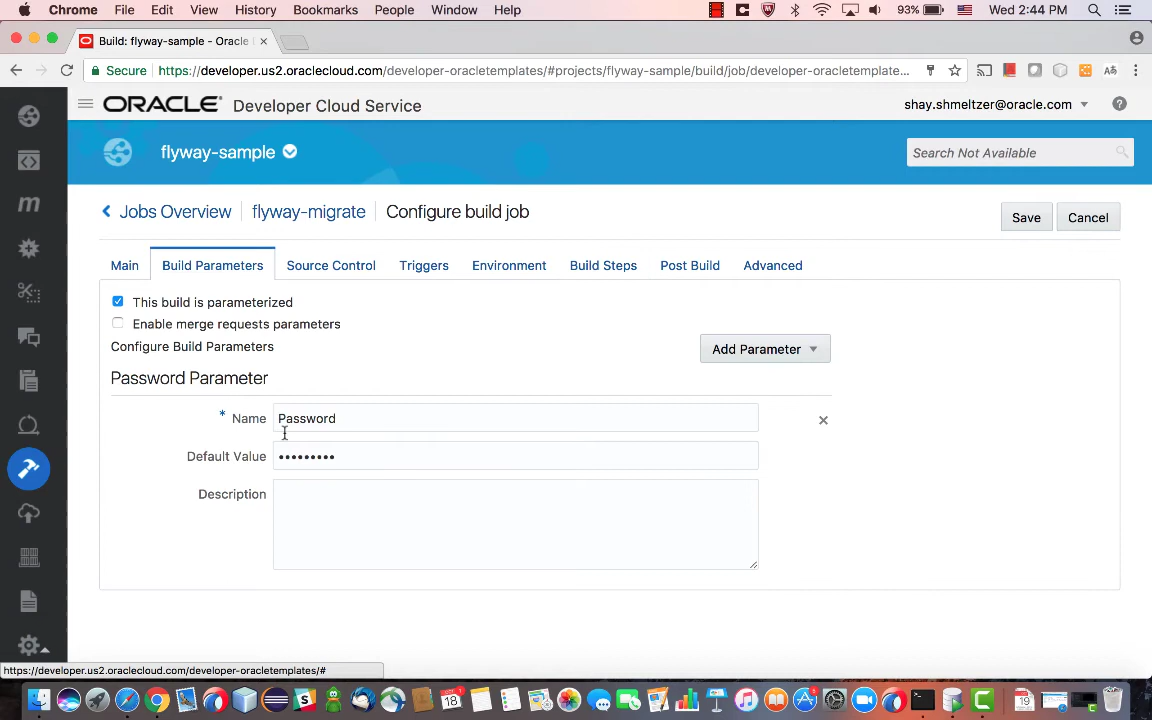 Chrome File Edit View History Bookmarks People Window Help 93% Wed 2:44 PM
Build: flyway-sample - Oracle
Secure https://developer.us2.oraclecloud.com/developer-oracletemplates/#projects/flyway-sample/build/job/developer-oracletemplate...
ORACLE Developer Cloud Service shay.shmeltzer@oracle.com
flyway-sample Search Not Available
Jobs Overview flyway-migrate Configure build job Save Cancel
Main Build Parameters Source Control Triggers Environment Build Steps Post Build Advanced
This build is parameterized
Enable merge requests parameters
Configure Build Parameters Add Parameter
Password Parameter
* Name Password
Default Value •••••••••
Description
https://developer.us2.oraclecloud.com/developer-oracletemplates/#